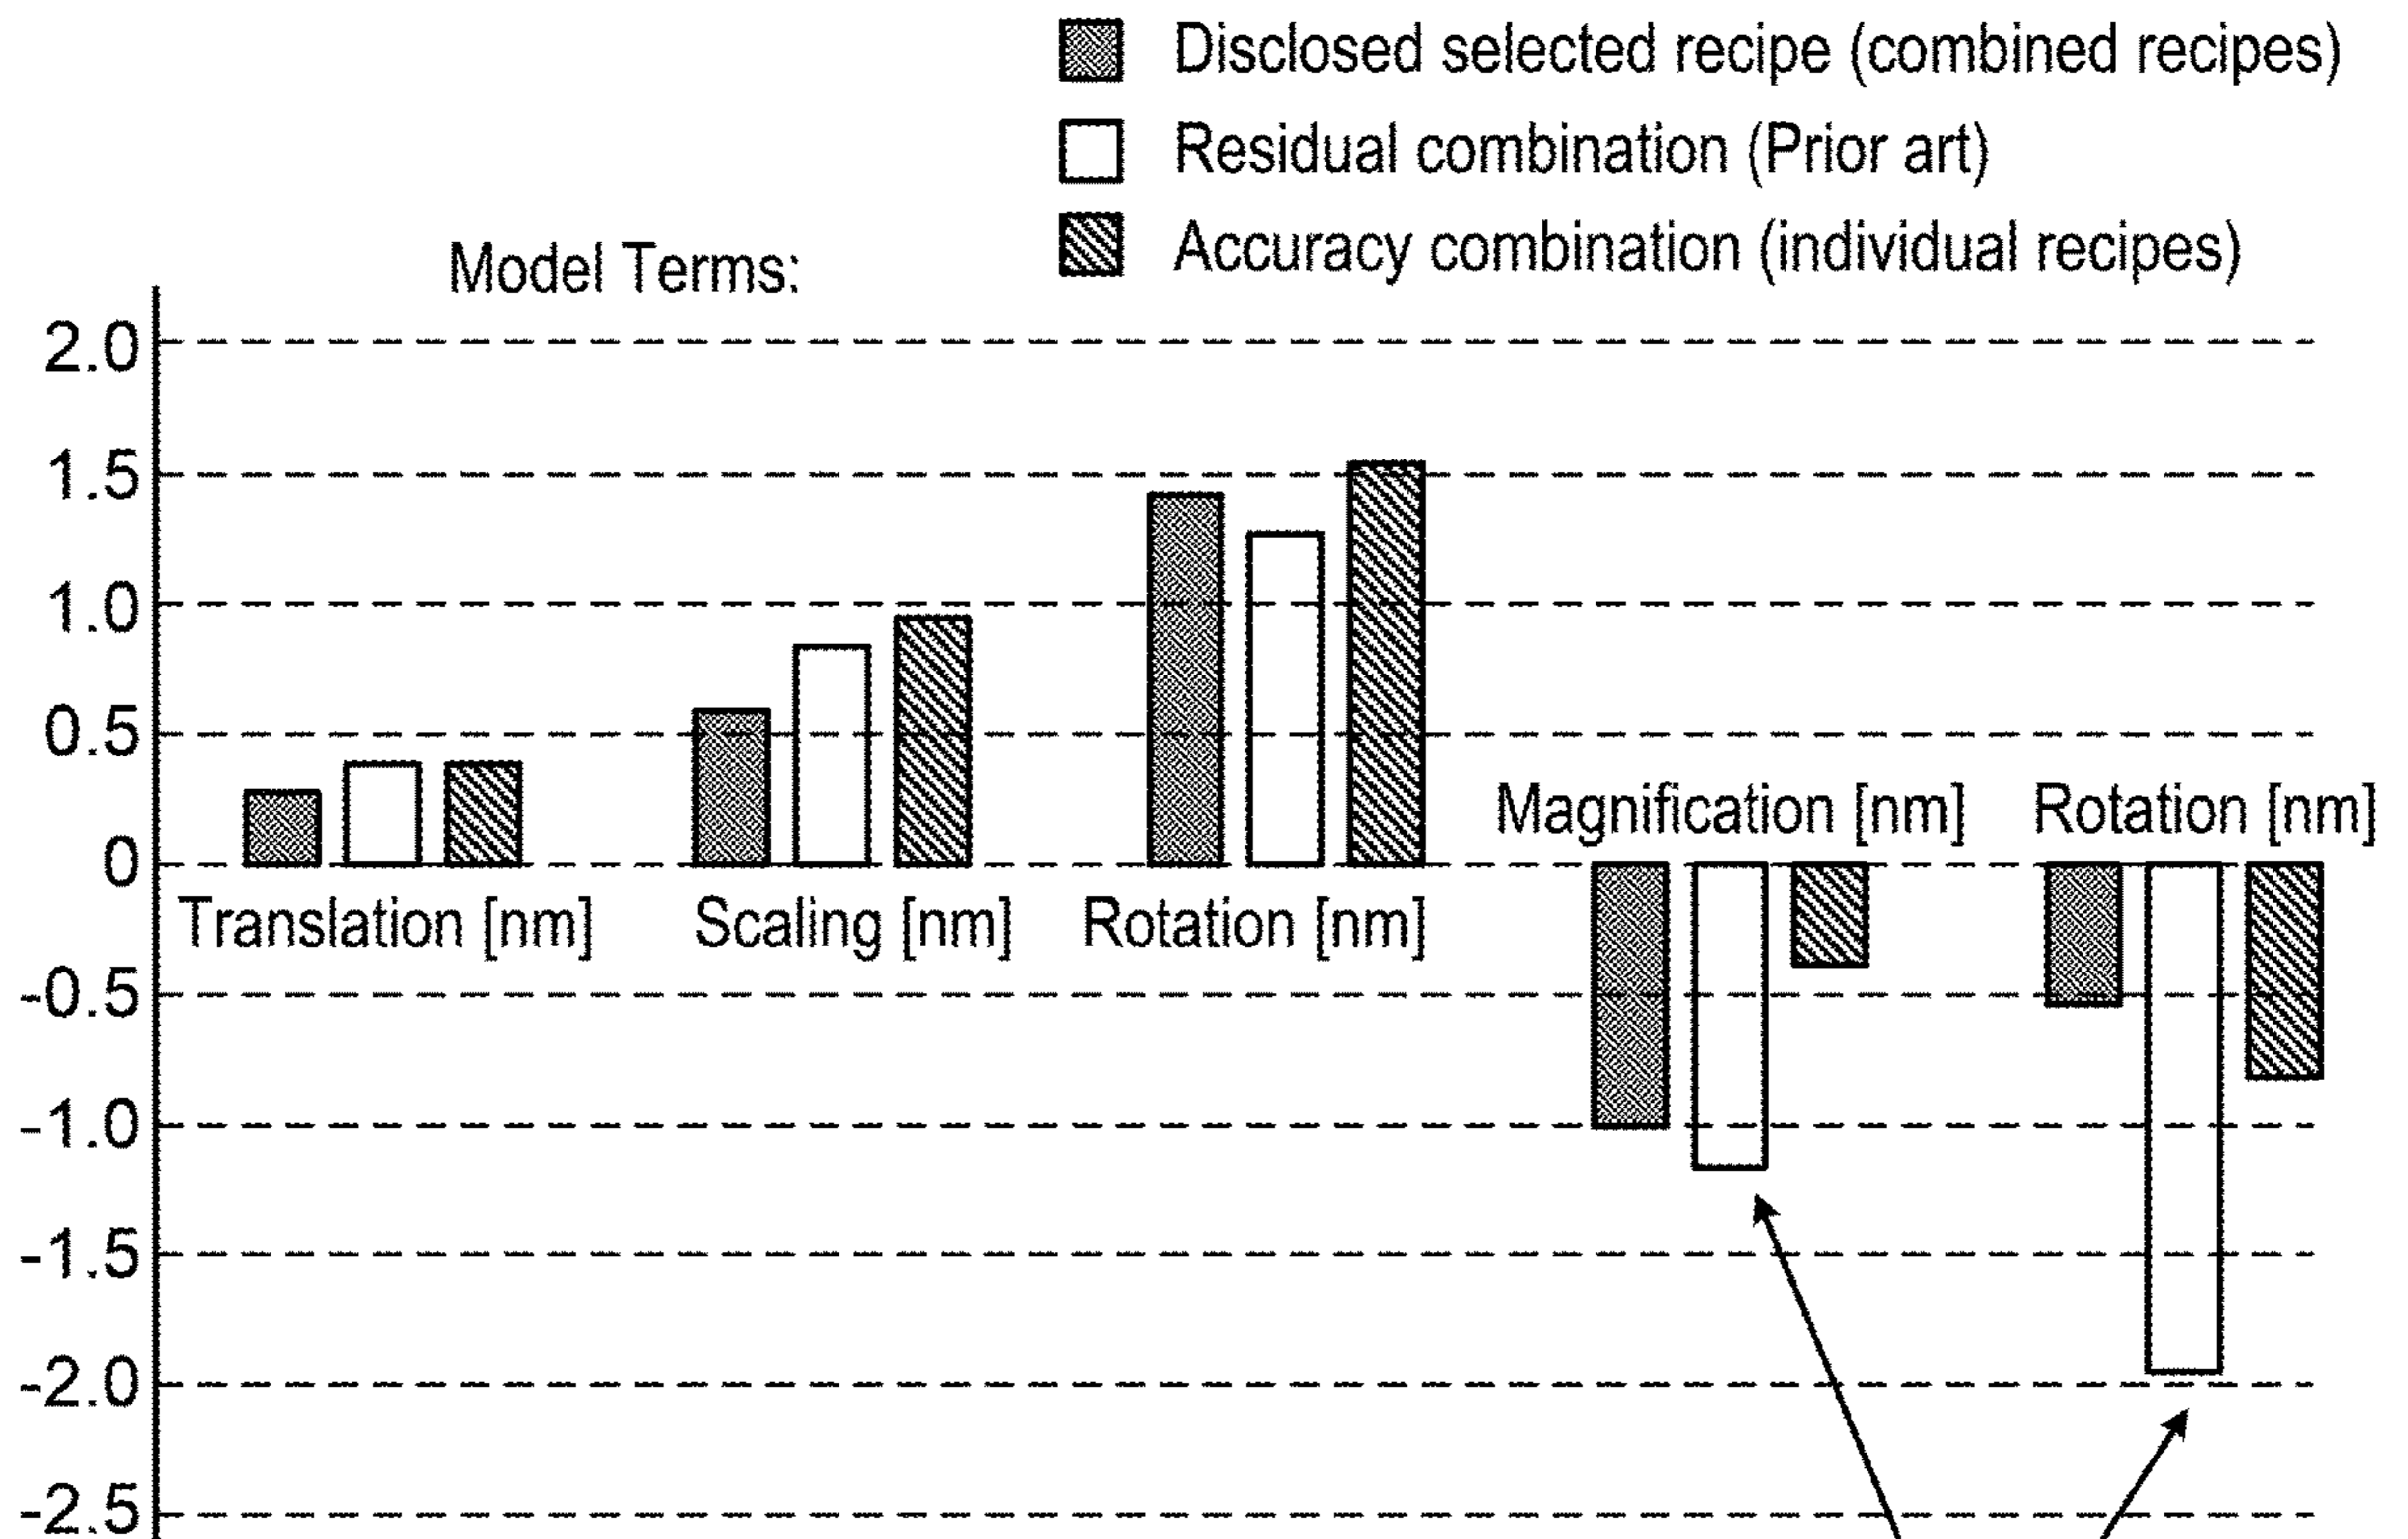 Disclosed selected recipe (combined recipes)
Residual combination (Prior art)
Accuracy combination (individual recipes)
Model Terms:
2.0
1.5
1.0
0.5
0
-0.5
-1.0
-1.5
-2.0
-2.5
Magnification [nm]
Rotation [nm]
Translation [nm]
Scaling [nm]
Rotation [nm]